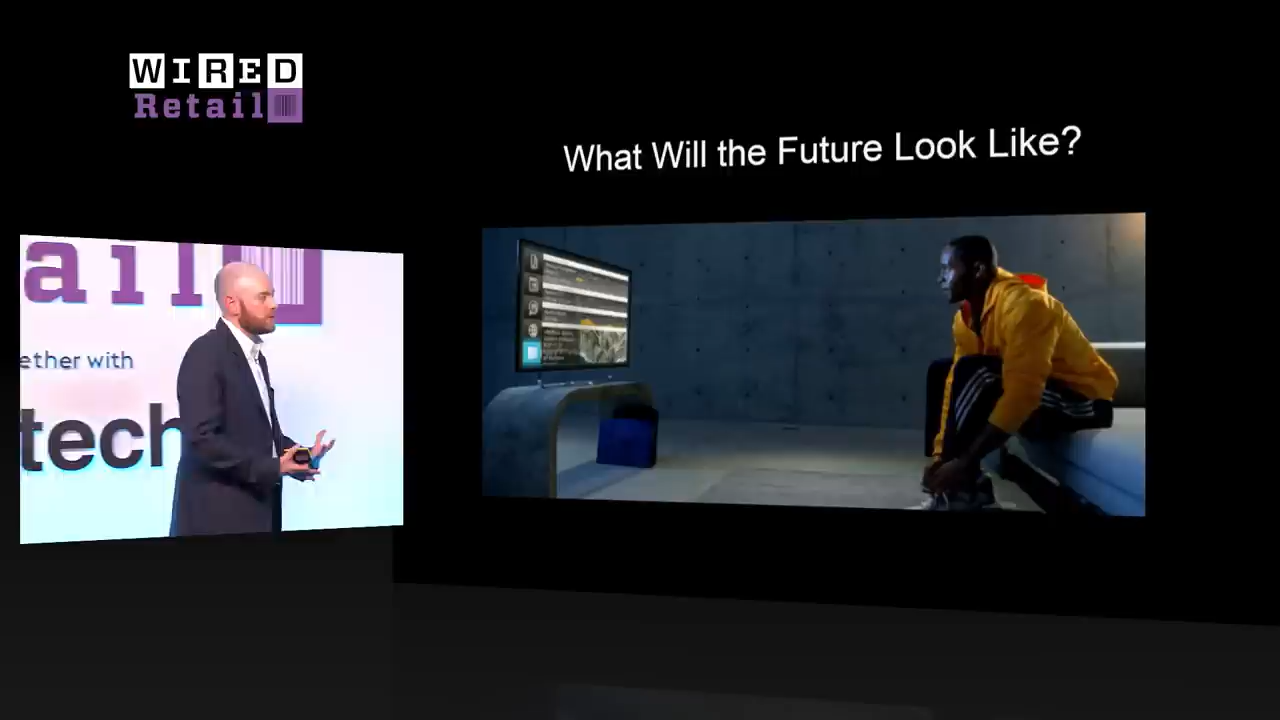 WIRED
Retail
What Will the Future Look Like?
ail
ether with
tech